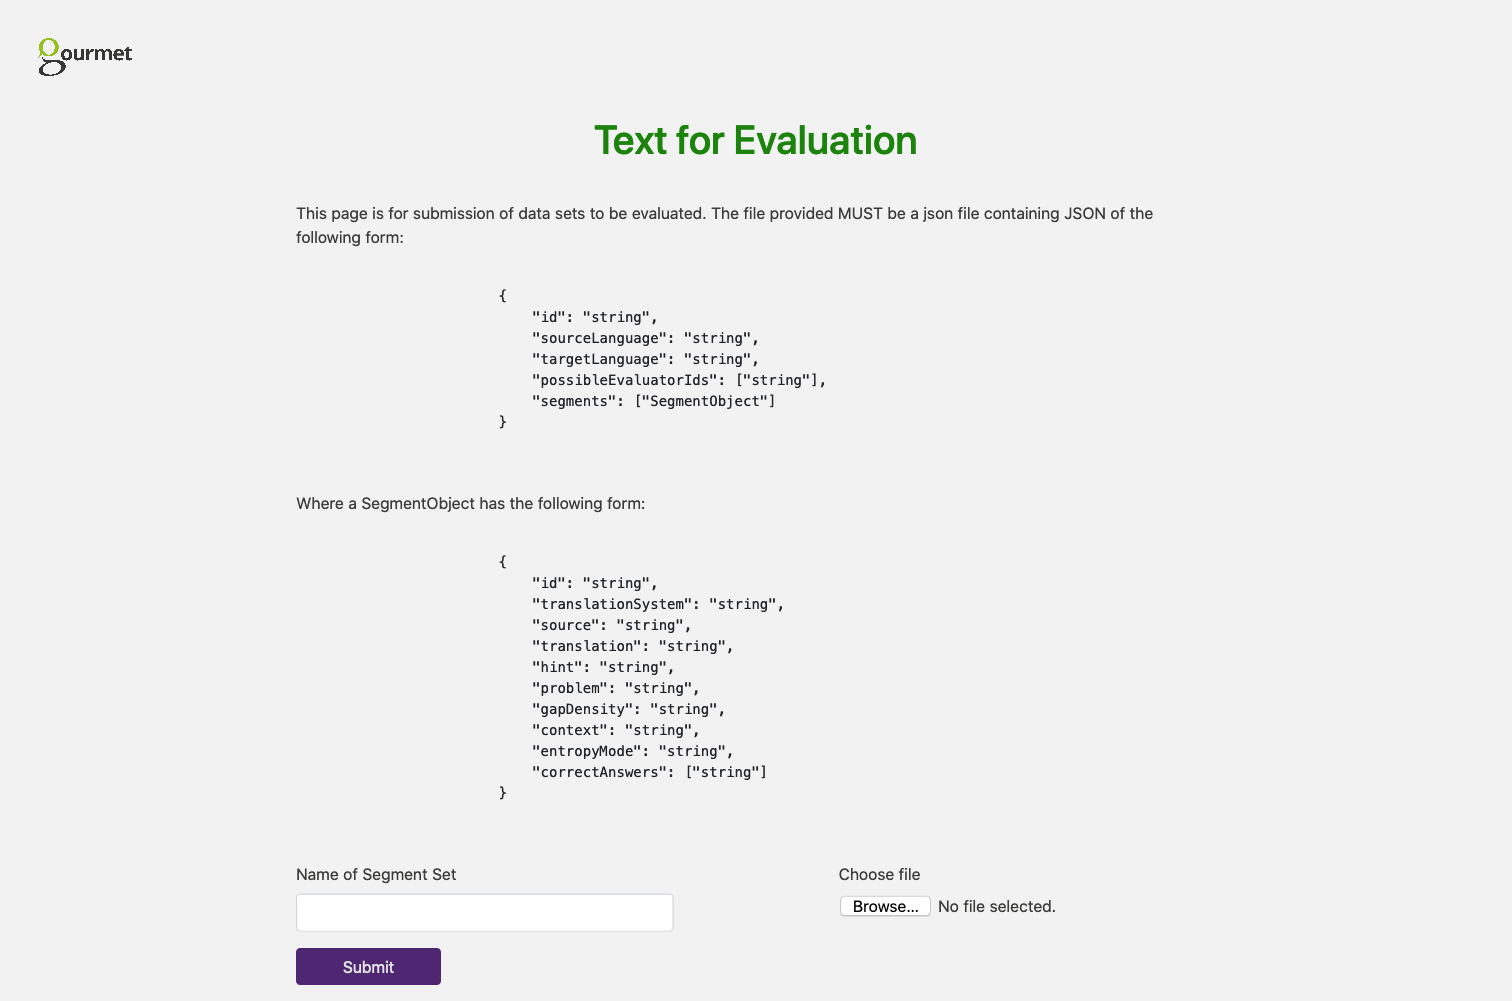 gourmet
Text for Evaluation
This page is for submission of data sets to be evaluated. The file provided MUST be a json file containing JSON of the
following form:
{
    "id": "string",
    "sourceLanguage": "string",
    "targetLanguage": "string",
    "possibleEvaluatorIds": ["string"],
    "segments": ["SegmentObject"]
}
Where a SegmentObject has the following form:
{
    "id": "string",
    "translationSystem": "string",
    "source": "string",
    "translation": "string",
    "hint": "string",
    "problem": "string",
    "gapDensity": "string",
    "context": "string",
    "entropyMode": "string",
    "correctAnswers": ["string"]
}
Name of Segment Set
Choose file
Browse... No file selected.
Submit